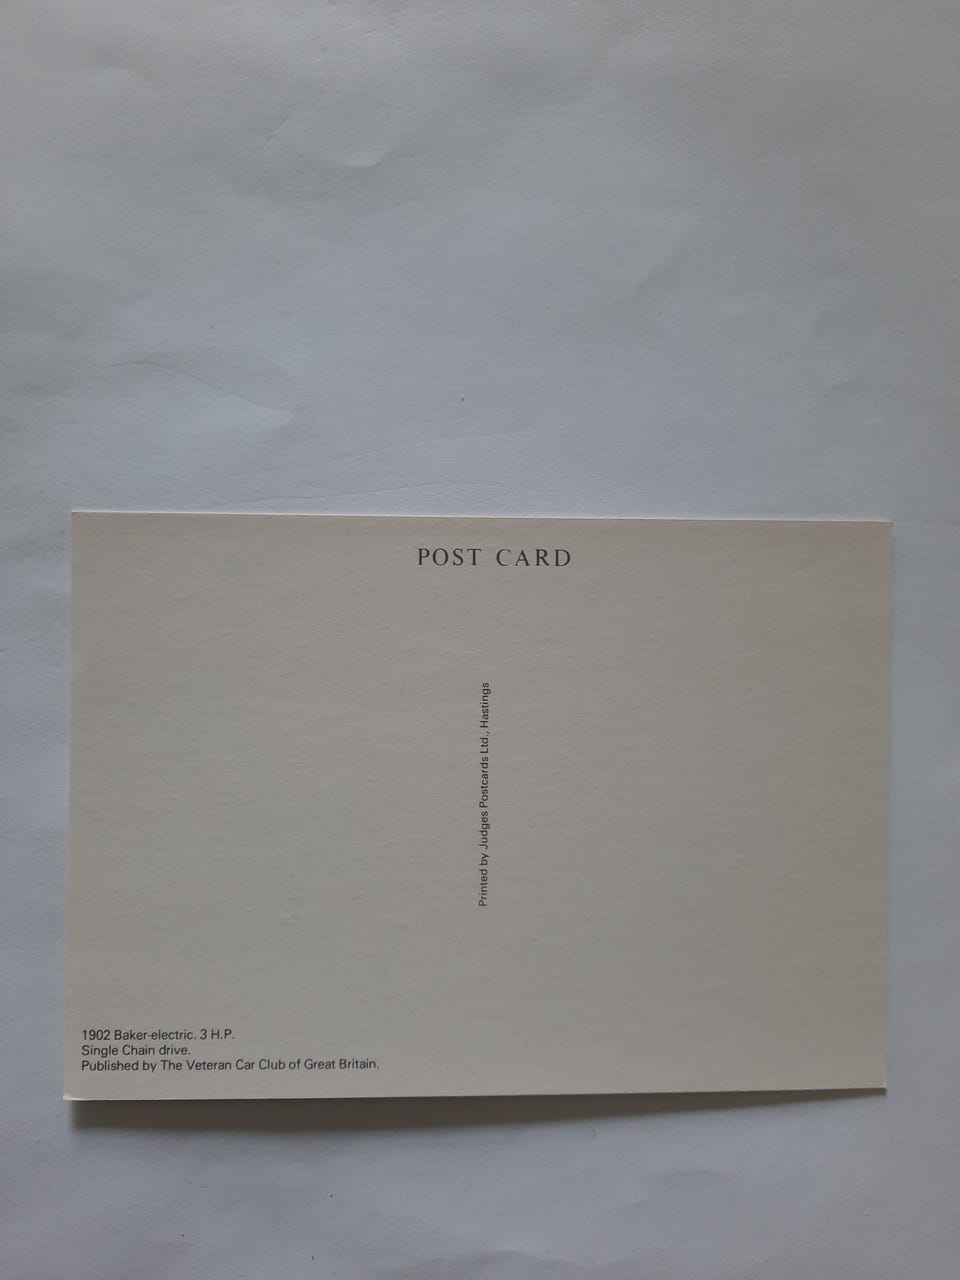 POST CARD
Printed by Judges Postcards Ltd., Hastings
1902 Baker-electric. 3 H.P.
Single Chain drive.
Published by The Veteran Car Club of Great Britain.